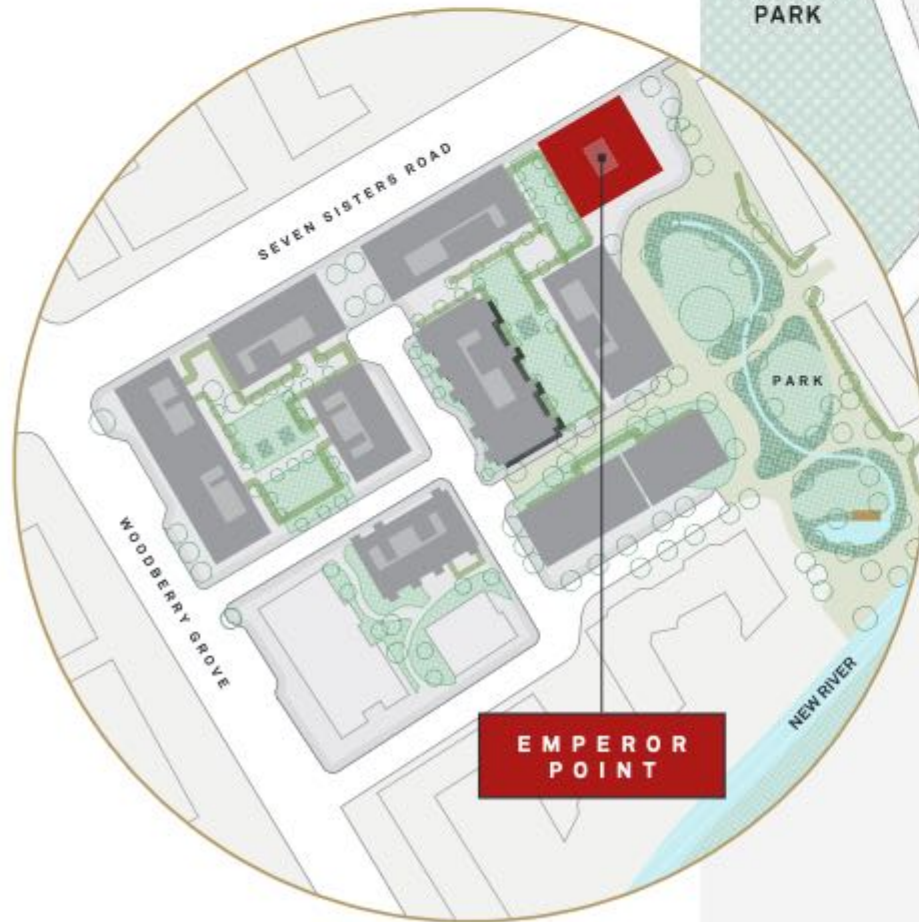 PARK
SEVEN SISTERS ROAD
PARK
WOODBERRY GROVE
NEW RIVER
EMPEROR
POINT